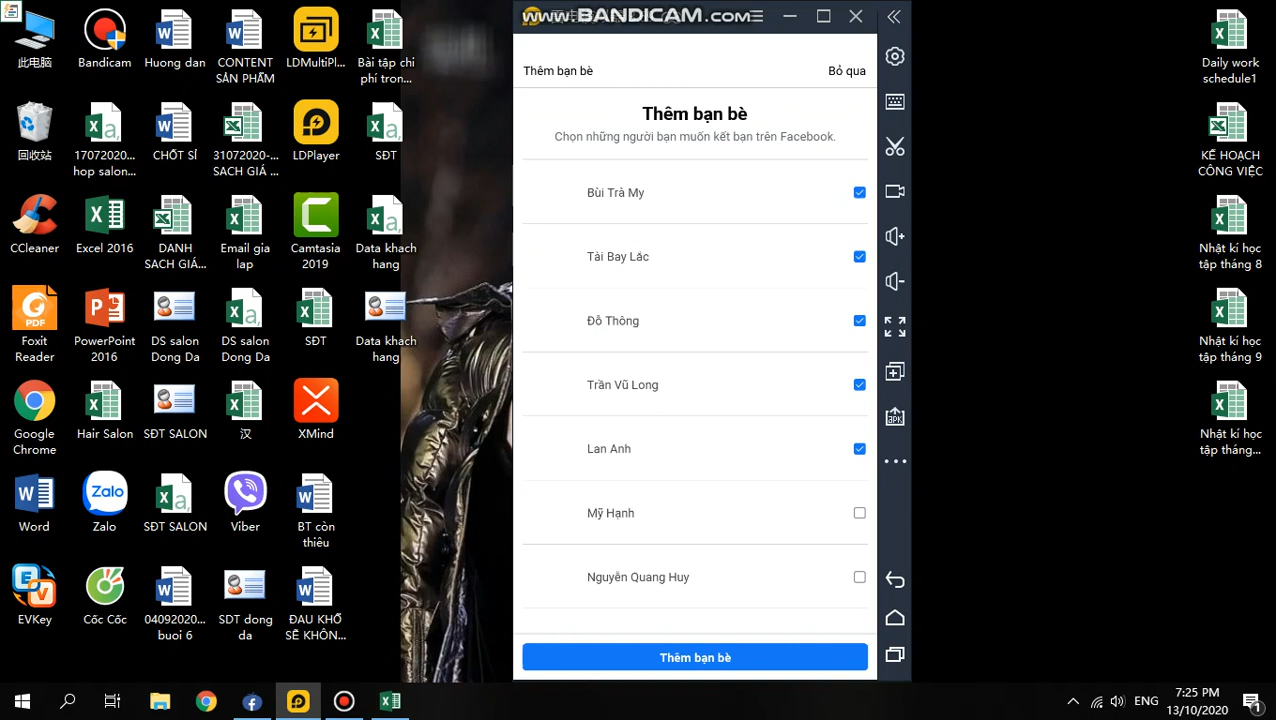 www.BANDICAM.com
Thêm bạn bè
Bỏ qua
Thêm bạn bè
Chọn những người bạn muốn kết bạn trên Facebook.
Bùi Trà My
Tài Bay Lắc
Đỗ Thông
Trần Vũ Long
Lan Anh
Mỹ Hạnh
Nguyễn Quang Huy
Thêm bạn bè
此电脑
Bandicam
Huong dan
CONTENT
SẢN PHẨM
LDMultiPl...
Bài tập chi
phí tron...
回收站
17072020...
hop salon...
CHỐT SỈ
31072020-...
SACH GIÁ ...
LDPlayer
SĐT
CCleaner
Excel 2016
DANH
SACH GIÁ...
Email gia
lap
Camtasia
2019
Data khach
hang
Foxit
Reader
PowerPoint
2016
DS salon
Dong Da
DS salon
Dong Da
SĐT
Data khach
hang
Google
Chrome
Hair Salon
SĐT SALON
汉
XMind
Word
Zalo
SĐT SALON
Viber
BT còn
thiêu
EVKey
Cốc Cốc
04092020...
buoi 6
SDT dong
da
ĐAU KHỔ
SẼ KHÔN...
Daily work
schedule1
KẾ HOẠCH
CÔNG VIỆC
Nhật kí học
tập tháng 8
Nhật kí học
tập tháng 9
Nhật kí học
tập tháng...
APK
ENG
7:25 PM
13/10/2020
1